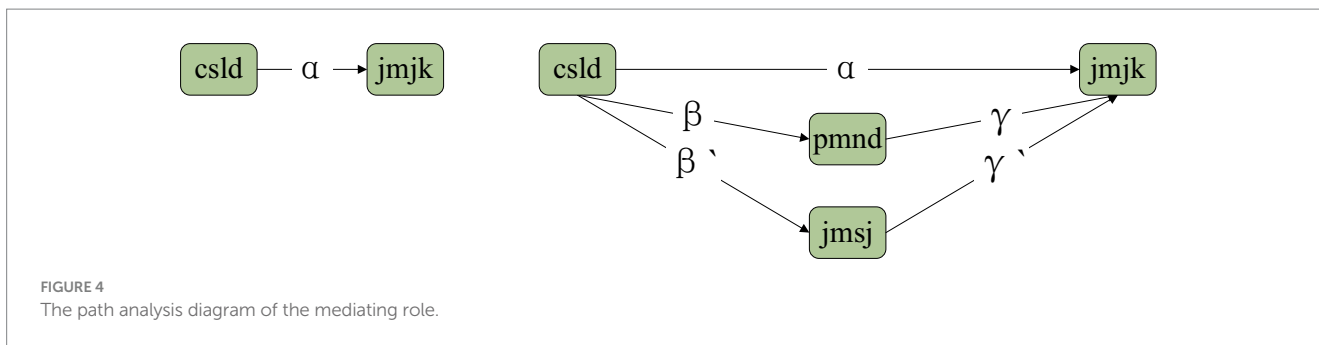 csld α jmjk csld α jmjk
β pmnd γ
β ` γ `
jmsj
FIGURE 4
The path analysis diagram of the mediating role.